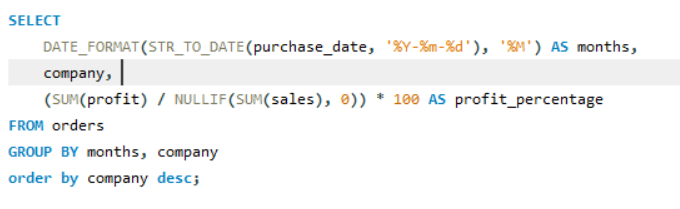 SELECT
DATE_FORMAT(STR_TO_DATE(purchase_date, '%Y-%m-%d'), '%M') AS months,
company,
(SUM(profit) / NULLIF(SUM(sales), 0)) * 100 AS profit_percentage
FROM orders
GROUP BY months, company
order by company desc;